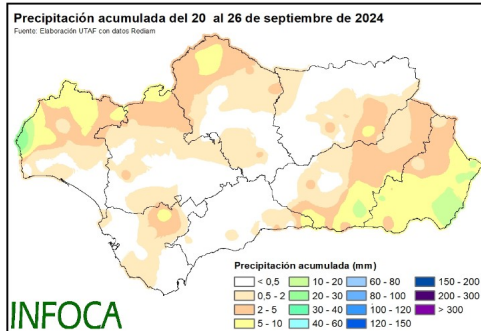 Precipitación acumulada del 20 al 26 de septiembre de 2024
Fuente: Elaboración UTAF con datos Rediam
Precipitación acumulada (mm)
< 0,5
10 - 20
60 - 80
150 - 200
0,5 - 2
20 - 30
80 - 100
200 - 300
2 - 5
30 - 40
100 - 120
> 300
5 - 10
40 - 60
120 - 150
INFOCA